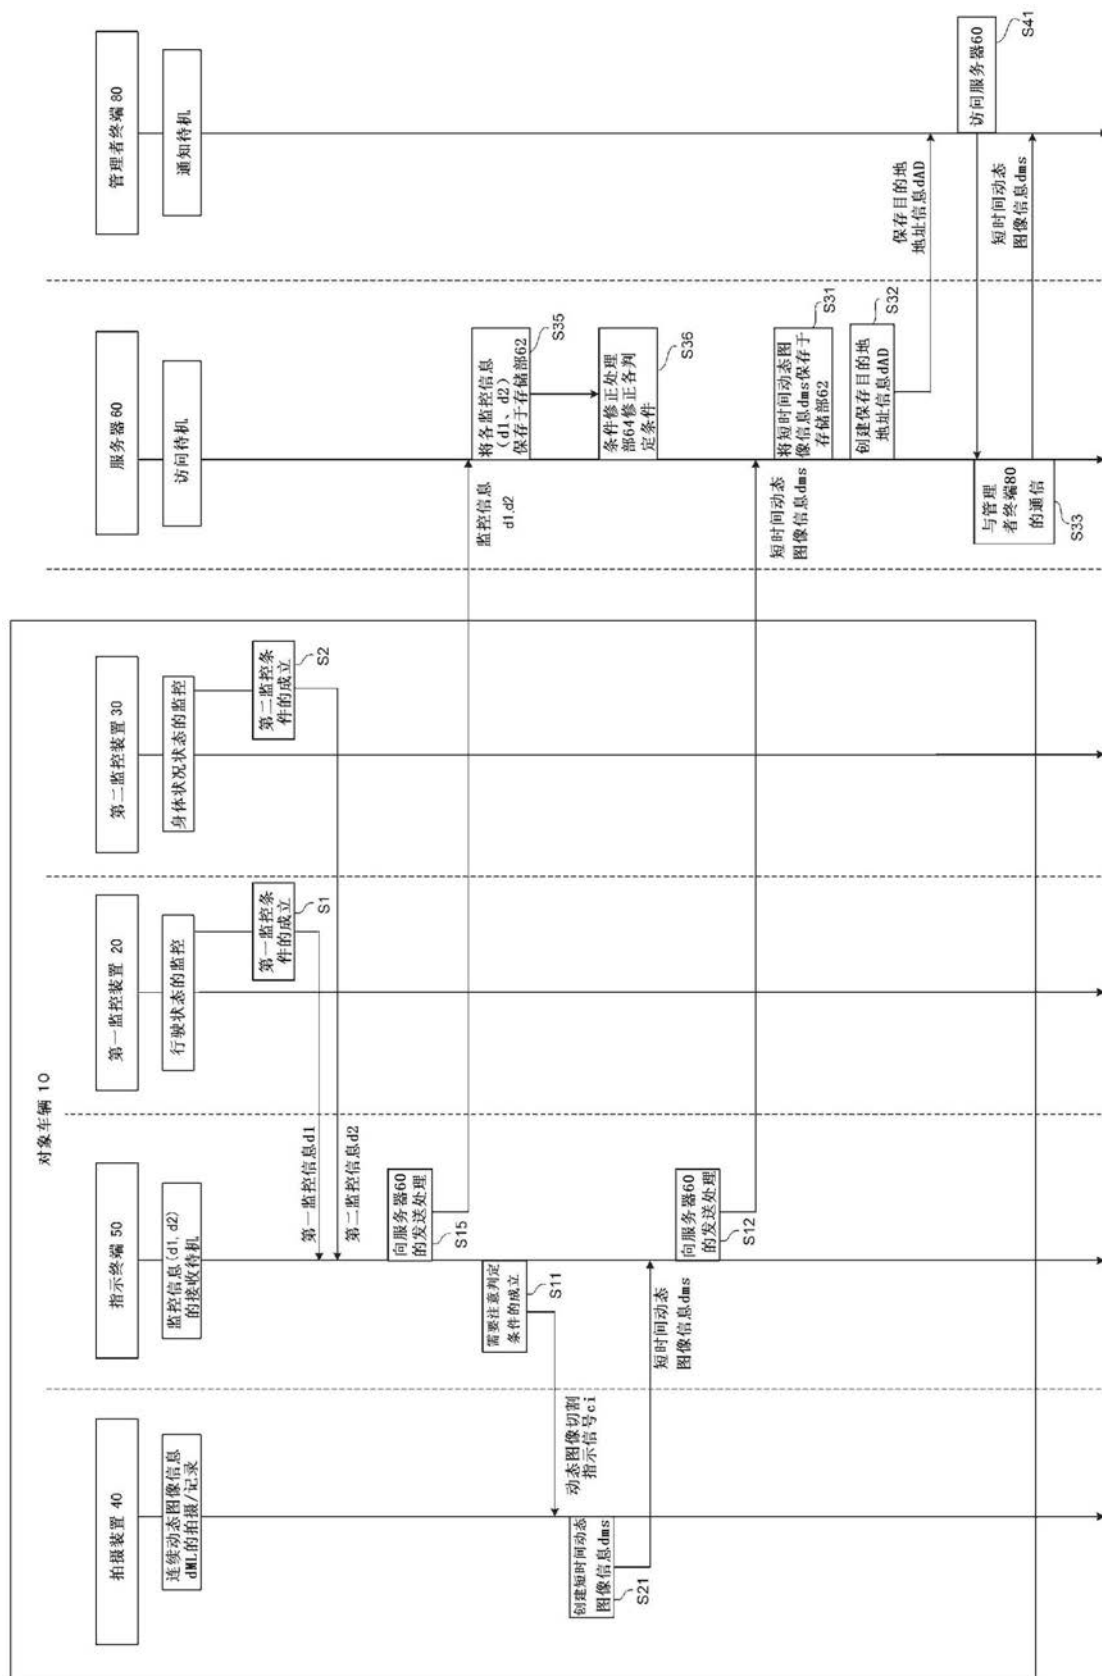 对象车辆 10
拍摄装置 40
指示终端 50
第一监控装置 20
第二监控装置 30
服务器60
管理者终端 80
连续动态图像信息
dML的拍摄/记录
监控信息(d1,d2)
的接收待机
行驶状态的监控
身体状况状态的监控
访问待机
通知待机
第一监控条
件的成立
S1
第二监控条
件的成立
S2
第一监控信息d1
第二监控信息d2
向服务器60
的发送处理
S15
监控信息
d1,d2
将各监控信息
(d1、d2)
保存于存储部62
S35
需要注意判定
条件的成立
S11
动态图像切割
指示信号ci
条件修正处理
部64修正各判
定条件
S36
创建短时间动态
图像信息dms
S21
短时间动态
图像信息dms
向服务器60
的发送处理
S12
短时间动态
图像信息dms
将短时间动态图
像信息dms保存于
存储部62
S31
创建保存目的地
地址信息dAD
S32
保存目的地
地址信息dAD
访问服务器60
S41
与管理
者终端80
的通信
S33
短时间动态
图像信息dms